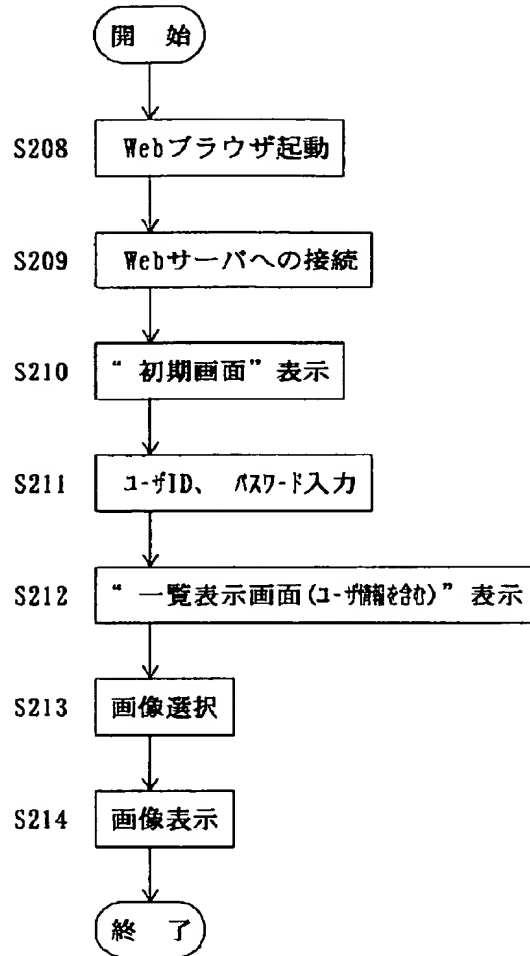 開 始
S208 Webブラウザ起動
S209 Webサーバへの接続
S210 “初期画面”表示
S211 ユーザID、 パスワード入力
S212 “一覧表示画面(ユーザ情報を含む)”表示
S213 画像選択
S214 画像表示
終 了